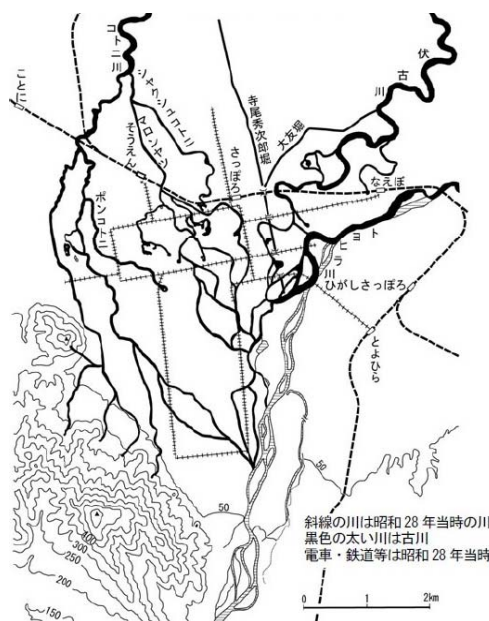 コトニ川
ことに
シャクシュコトニ
マロンヤシ
そうえん
ポンコトニ
さっぽろ
寺尾秀次郎堀
大友堀
伏古川
なえぼ
トヨヒラ川
ひがしさっぽろ
とよひら
50
50
400
300
250
200
150
斜線の川は昭和28年当時の川
黒色の太い川は古川
電車・鉄道等は昭和28年当時
0 1 2km